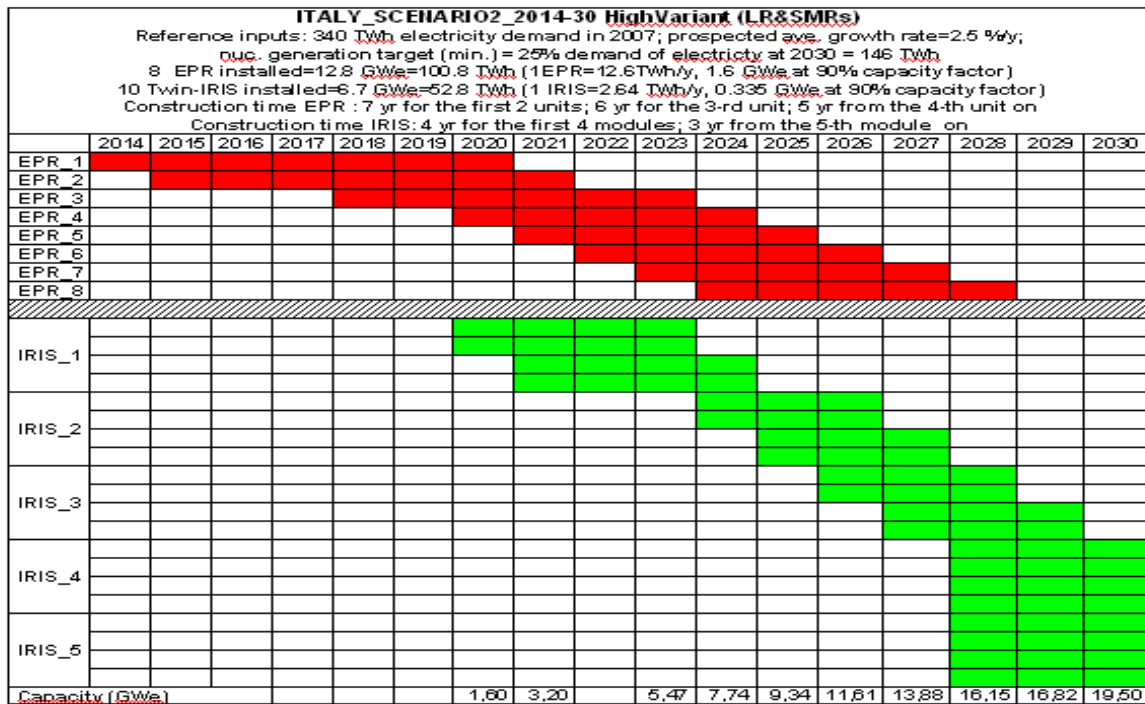 ITALY_SCENARIO2_2014-30 HighVariant (LR&SMRs)
Reference inputs: 340 TWh electricity demand in 2007; prospected ave. growth rate=2.5 %/y;
nuc. generation target (min.) = 25% demand of electricty at 2030 = 146 TWh
8 EPR installed=12.8 GWe=100.8 TWh (1EPR=12.6TWh/y, 1.6 GWe at 90% capacity factor)
10 Twin-IRIS installed=6.7 GWe=52.8 TWh (1 IRIS=2.64 TWh/y, 0.335 GWe at 90% capacity factor)
Construction time EPR : 7 yr for the first 2 units; 6 yr for the 3-rd unit; 5 yr from the 4-th unit on
Construction time IRIS: 4 yr for the first 4 modules; 3 yr from the 5-th module on
2014 2015 2016 2017 2018 2019 2020 2021 2022 2023 2024 2025 2026 2027 2028 2029 2030
EPR_1
EPR_2
EPR_3
EPR_4
EPR_5
EPR_6
EPR_7
EPR_8
IRIS_1
IRIS_2
IRIS_3
IRIS_4
IRIS_5
Capacity (GWe) 1,60 3,20 5,47 7,74 9,34 11,61 13,88 16,15 16,82 19,50